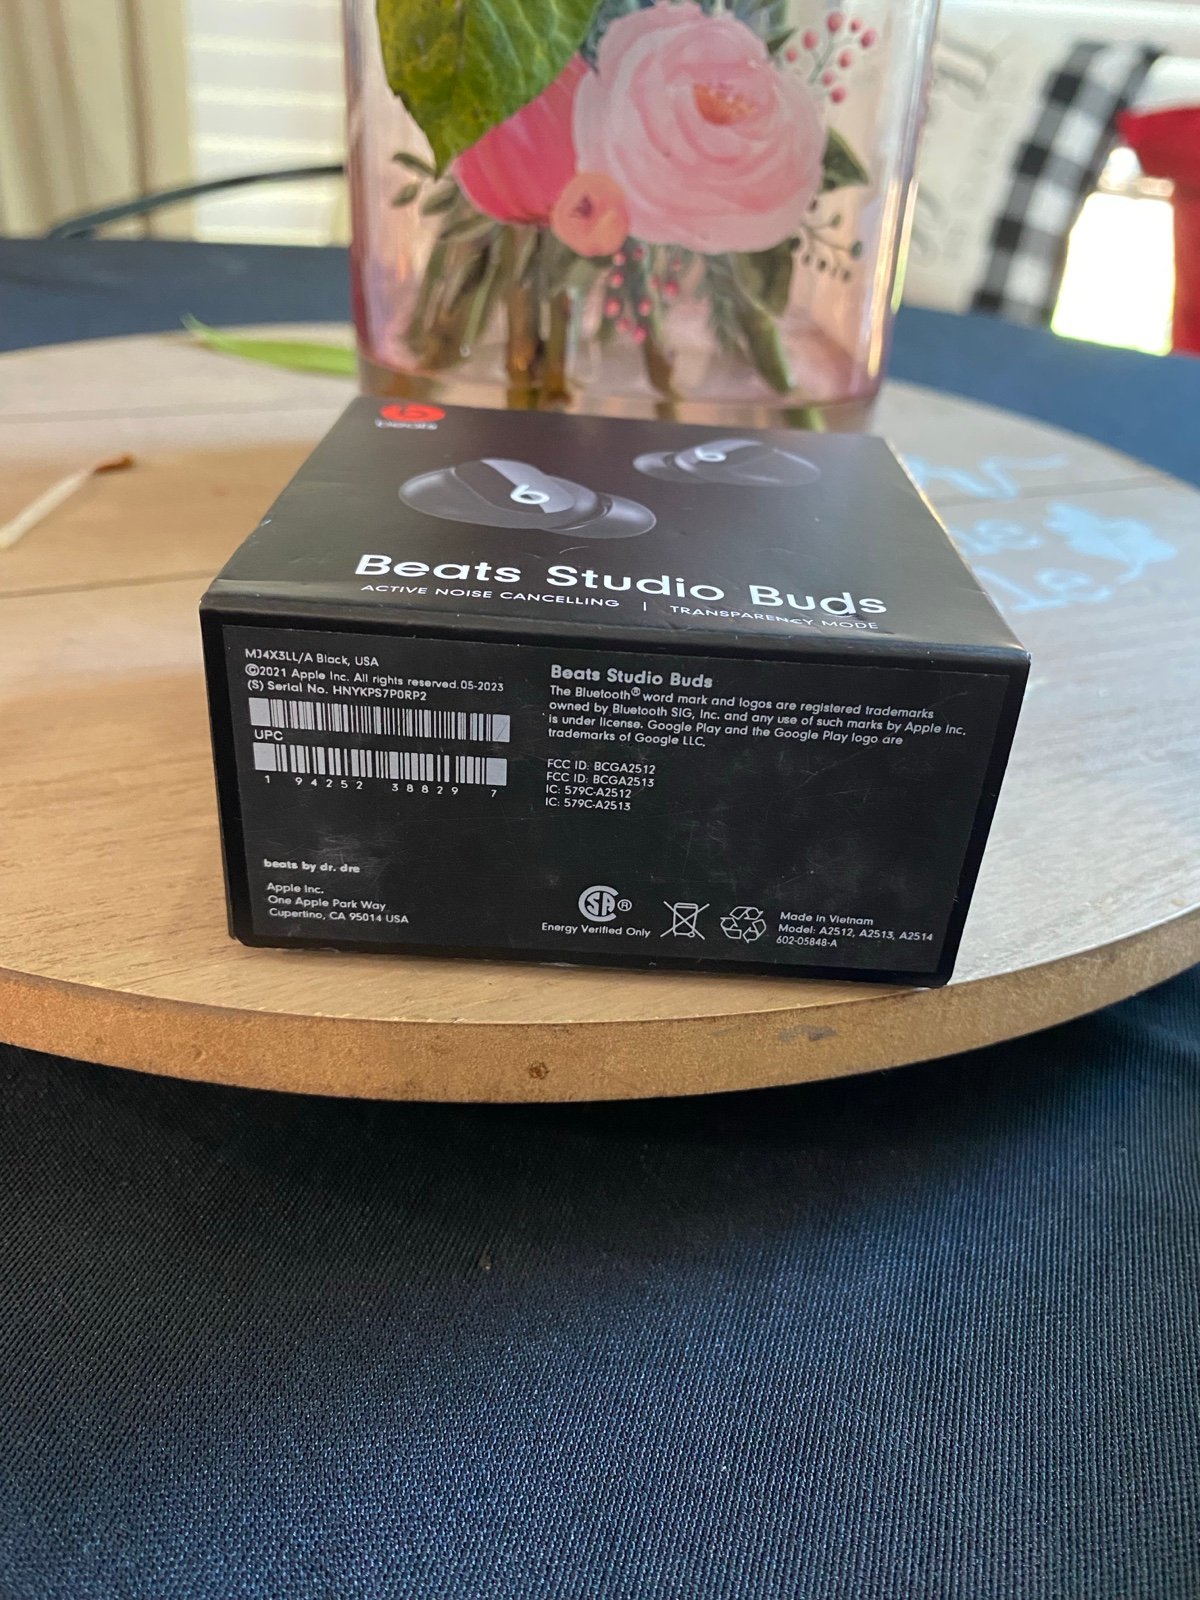 beats
Beats Studio Buds
ACTIVE NOISE CANCELLING | TRANSPARENCY MODE
MJ4X3LL/A Black, USA
©2021 Apple Inc. All rights reserved. 05-2023
(S) Serial No. HNYKPS7P0RP2
UPC
1 94252 38829 7
beats by dr. dre
Apple Inc.
One Apple Park Way
Cupertino, CA 95014 USA
Beats Studio Buds
The Bluetooth® word mark and logos are registered trademarks
owned by Bluetooth SIG, Inc. and any use of such marks by Apple Inc.
is under license. Google Play and the Google Play logo are
trademarks of Google LLC.
FCC ID: BCGA2512
FCC ID: BCGA2513
IC: 579C-A2512
IC: 579C-A2513
SA®
Energy Verified Only
Made in Vietnam
Model: A2512, A2513, A2514
602-05848-A